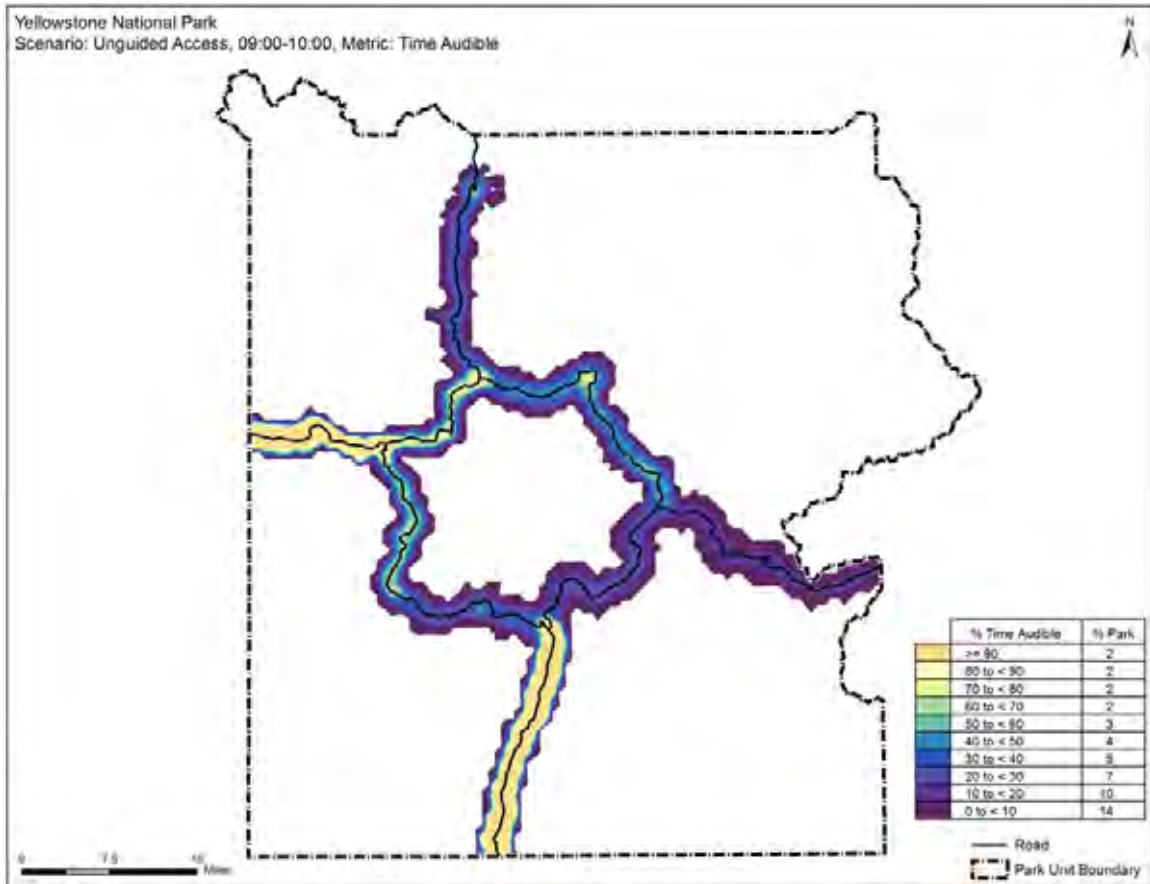 Yellowstone National Park
Scenario: Unguided Access, 09:00-10:00, Metric: Time Audible
N
% Time Audible % Park
>= 90 2
80 to < 90 2
70 to < 80 2
60 to < 70 2
50 to < 60 3
40 to < 50 4
30 to < 40
20 to < 30 7
10 to < 20 10
0 to < 10 14
Road
Park Unit Boundary
0 7.5 15
Miles